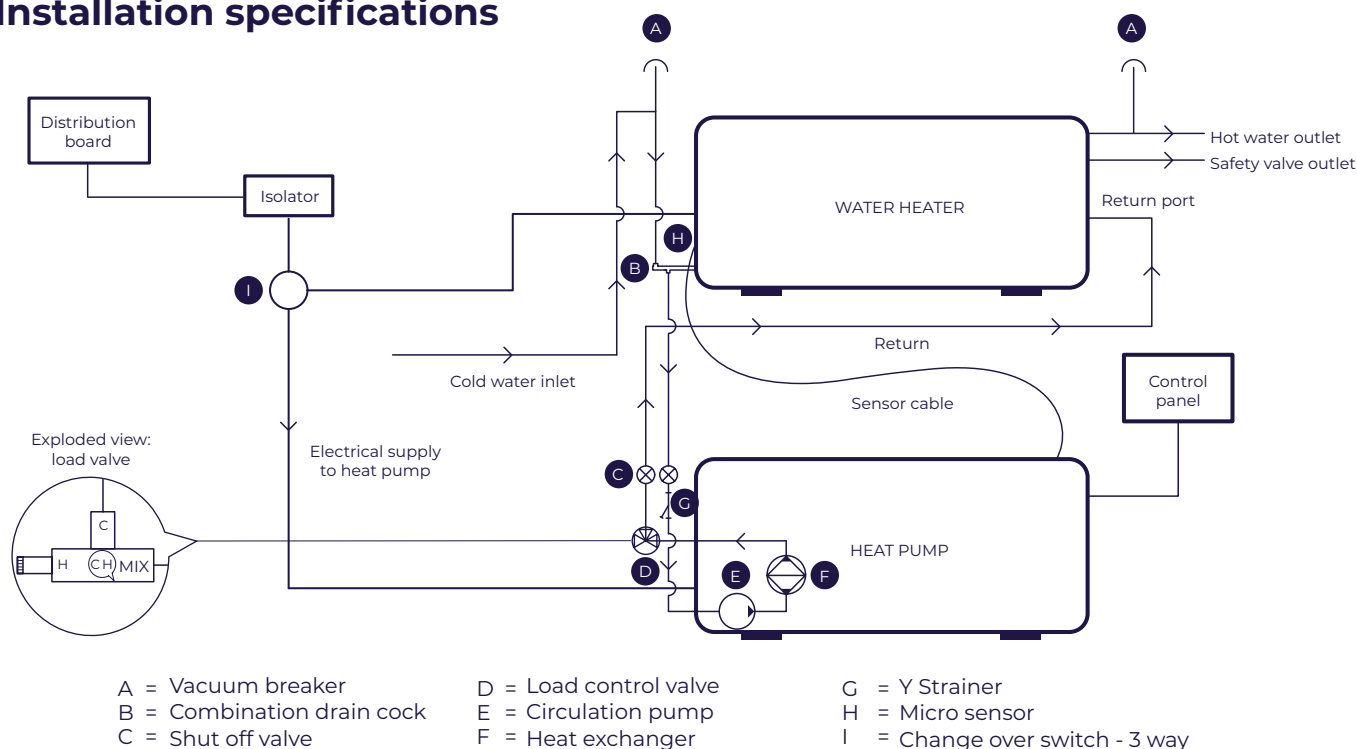 Installation specifications
A
A
Distribution
board
Isolator
Hot water outlet
Safety valve outlet
Return port
WATER HEATER
H
B
I
Return
Cold water inlet
Sensor cable
Control
panel
Exploded view:
load valve
Electrical supply
to heat pump
C
G
C
H
CH
MIX
D
E
F
HEAT PUMP
A = Vacuum breaker
B = Combination drain cock
C = Shut off valve
D = Load control valve
E = Circulation pump
F = Heat exchanger
G = Y Strainer
H = Micro sensor
I = Change over switch - 3 way